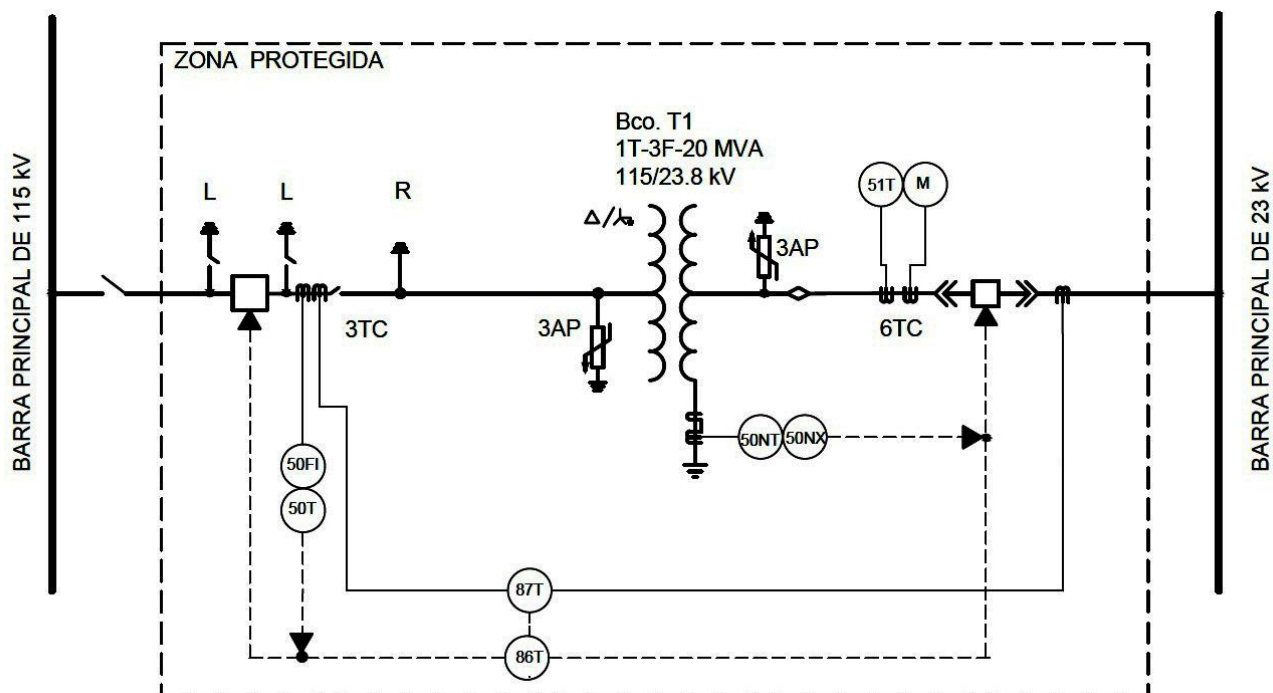 ZONA PROTEGIDA
Bco. T1
1T-3F-20 MVA
115/23.8 kV
BARRA PRINCIPAL DE 115 kV
L
L
R
Δ/
51T
M
3AP
3TC
3AP
6TC
50NT
50NX
50FI
50T
87T
86T
BARRA PRINCIPAL DE 23 kV